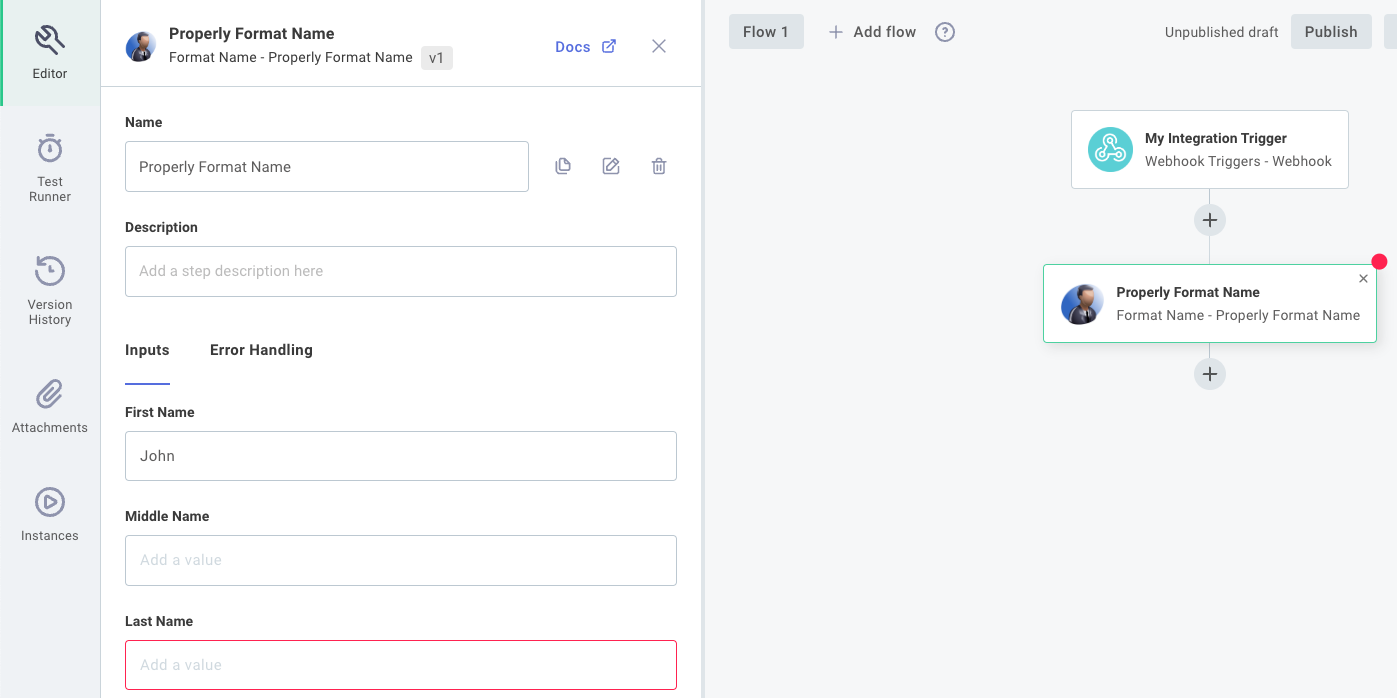 Editor
Test
Runner
Version
History
Attachments
Instances
Properly Format Name
Format Name - Properly Format Name v1
Docs
Name
Properly Format Name
Description
Add a step description here
Inputs Error Handling
First Name
John
Middle Name
Add a value
Last Name
Add a value
Flow 1 Add flow ? Unpublished draft Publish
My Integration Trigger
Webhook Triggers - Webhook
Properly Format Name
Format Name - Properly Format Name